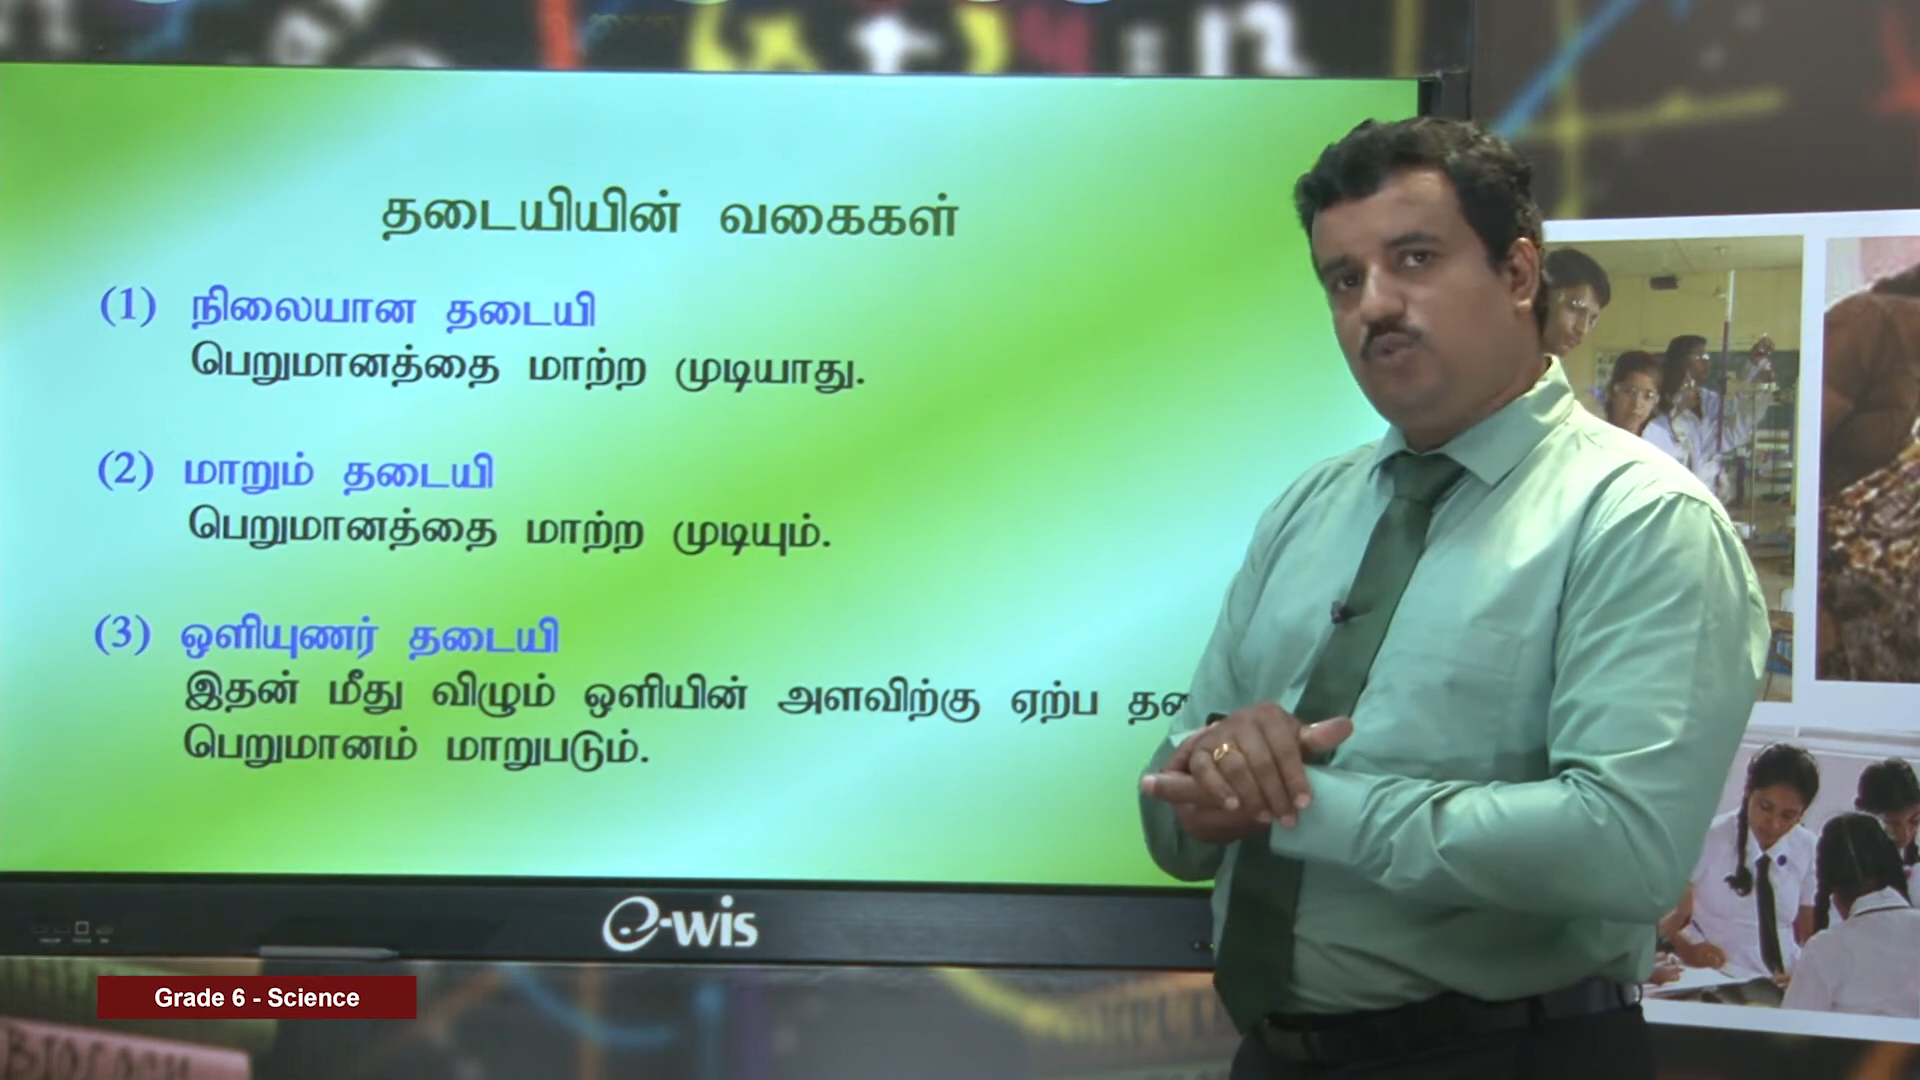 தடையியின் வகைகள்
(1) நிலையான தடையி
பெறுமானத்தை மாற்ற முடியாது.
(2) மாறும் தடையி
பெறுமானத்தை மாற்ற முடியும்.
(3) ஒளியுணர் தடையி
இதன் மீது விழும் ஒளியின் அளவிற்கு ஏற்ப
பெறுமானம் மாறுபடும்.
e-wis
Grade 6 - Science
BIOLOGY